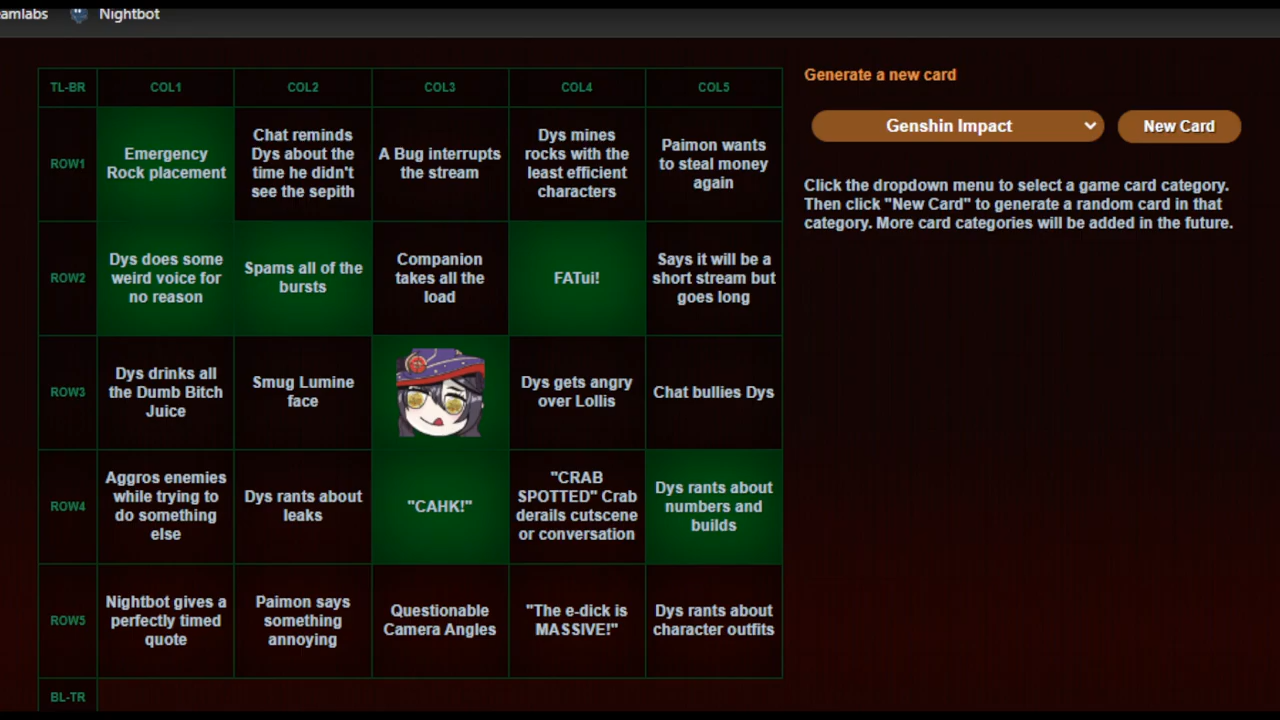 amlabs Nightbot
Generate a new card
TL-BR COL1 COL2 COL3 COL4 COL5
Genshin Impact New Card
ROW1
Emergency
Rock placement
Chat reminds
Dys about the
time he didn't
see the sepith
A Bug interrupts
the stream
Dys mines
rocks with the
least efficient
characters
Paimon wants
to steal money
again
Click the dropdown menu to select a game card category.
Then click "New Card" to generate a random card in that
category. More card categories will be added in the future.
ROW2
Dys does some
weird voice for
no reason
Spams all of the
bursts
Companion
takes all the
load
FATui!
Says it will be a
short stream but
goes long
ROW3
Dys drinks all
the Dumb Bitch
Juice
Smug Lumine
face
Dys gets angry
over Lollis
Chat bullies Dys
ROW4
Aggros enemies
while trying to
do something
else
Dys rants about
leaks
"CAHK!"
"CRAB
SPOTTED" Crab
derails cutscene
or conversation
Dys rants about
numbers and
builds
ROW5
Nightbot gives a
perfectly timed
quote
Paimon says
something
annoying
Questionable
Camera Angles
"The e-dick is
MASSIVE!"
Dys rants about
character outfits
BL-TR